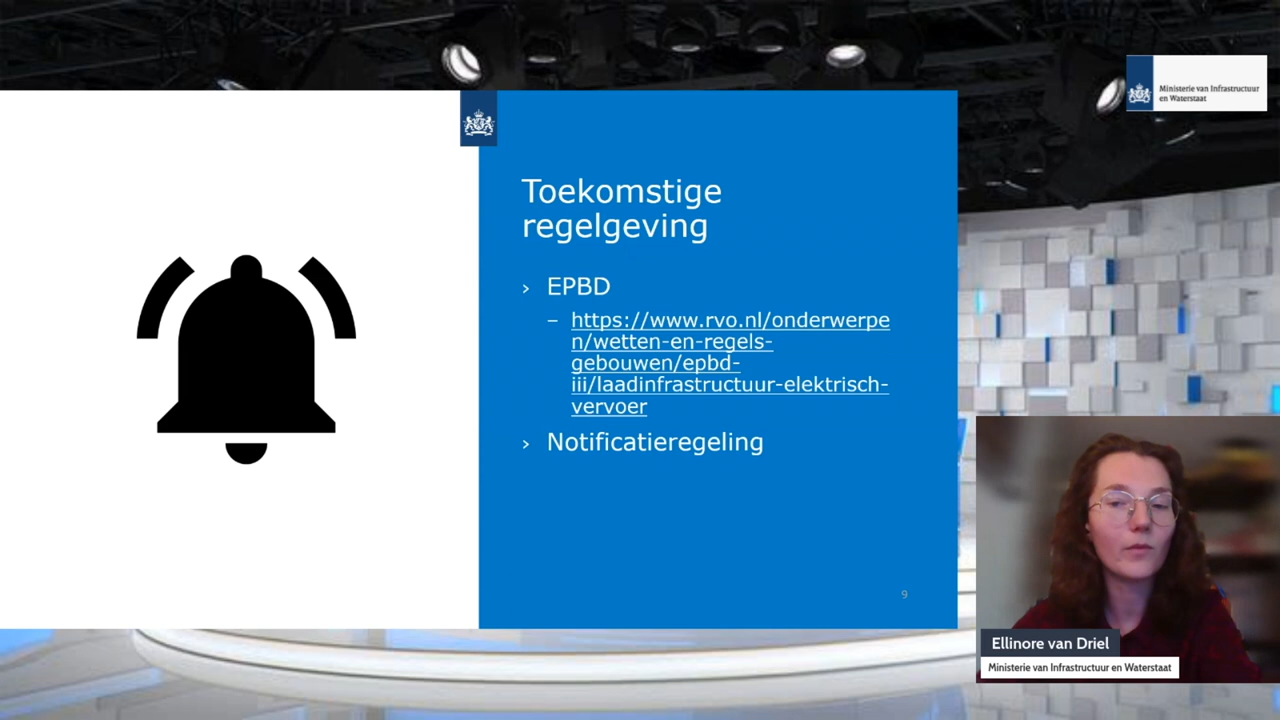 Ministerie van Infrastructuur
en Waterstaat
Toekomstige
regelgeving
› EPBD
– https://www.rvo.nl/onderwerpe
n/wetten-en-regels-
gebouwen/epbd-
iii/laadinfrastructuur-elektrisch-
vervoer
› Notificatieregeling
9
Ellinore van Driel
Ministerie van Infrastructuur en Waterstaat